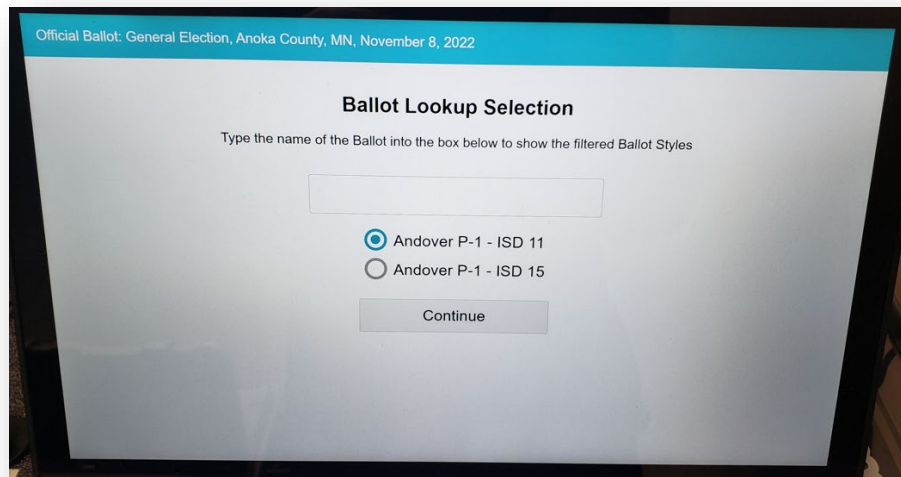 Official Ballot: General Election, Anoka County, MN, November 8, 2022
Ballot Lookup Selection
Type the name of the Ballot into the box below to show the filtered Ballot Styles
Andover P-1 - ISD 11
Andover P-1 - ISD 15
Continue